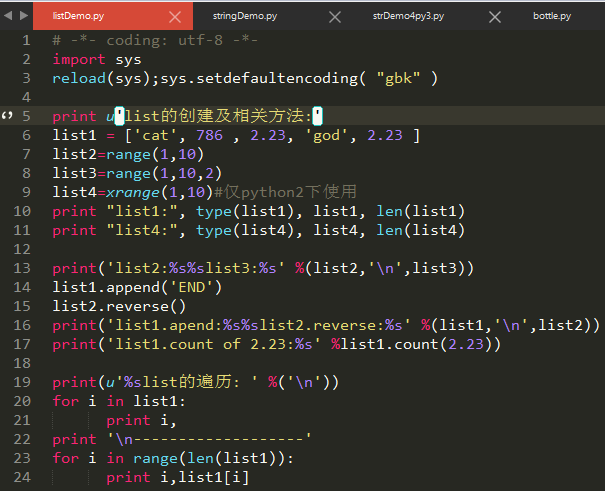 listDemo.py stringDemo.py strDemo4py3.py bottle.py
1 # -*- coding: utf-8 -*-
2 import sys
3 reload(sys);sys.setdefaultencoding( "gbk" )
4
5 print u'list的创建及相关方法:'
6 list1 = ['cat', 786 , 2.23, 'god', 2.23 ]
7 list2=range(1,10)
8 list3=range(1,10,2)
9 list4=xrange(1,10)#仅python2下使用
10 print "list1:", type(list1), list1, len(list1)
11 print "list4:", type(list4), list4, len(list4)
12
13 print('list2:%s%slist3:%s' %(list2,'\n',list3))
14 list1.append('END')
15 list2.reverse()
16 print('list1.apend:%s%slist2.reverse:%s' %(list1,'\n',list2))
17 print('list1.count of 2.23:%s' %list1.count(2.23))
18
19 print(u'%slist的遍历: ' %('\n'))
20 for i in list1:
21 print i,
22 print '\n-------------------'
23 for i in range(len(list1)):
24 print i,list1[i]